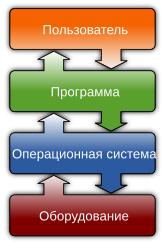 Пользователь
Программа
Операционная система
Оборудование